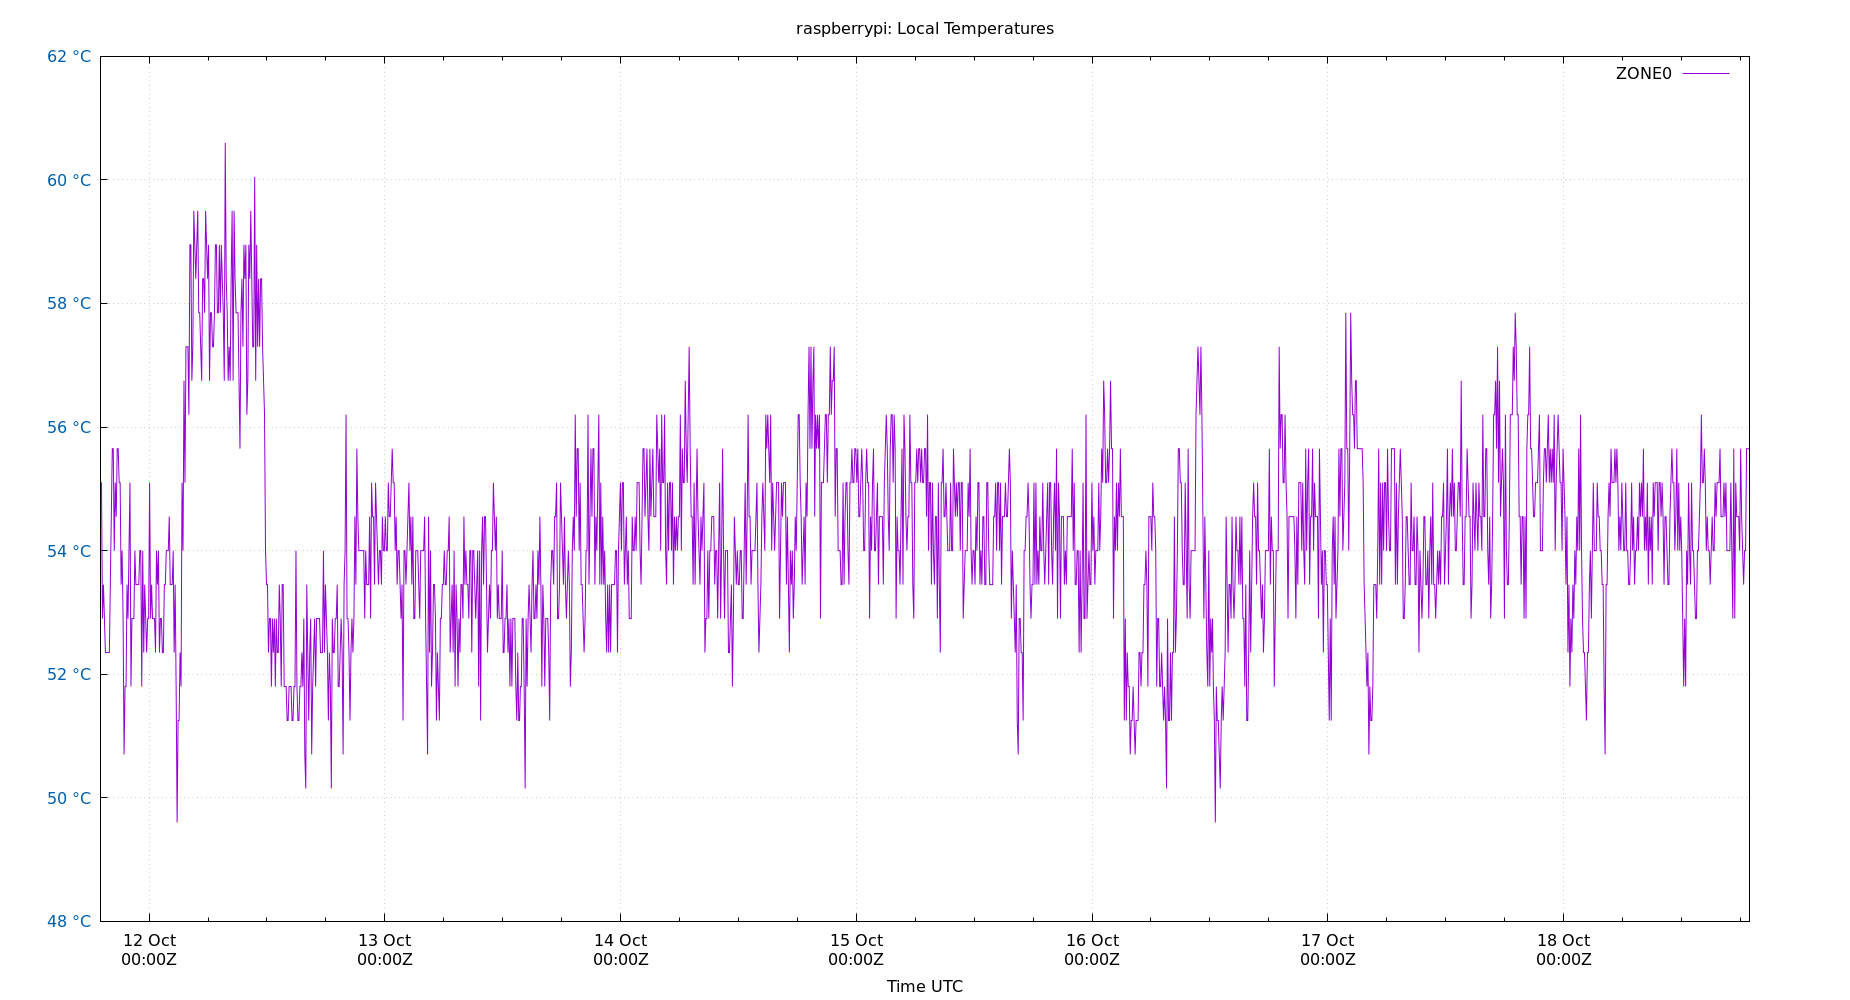 raspberrypi: Local Temperatures
62 °C
ZONE0
60 °C
58 °C
56 °C
54 °C
52 °C
50 °C
48 °C
12 Oct 13 Oct 14 Oct 15 Oct 16 Oct 17 Oct 18 Oct
00:00Z 00:00Z 00:00Z 00:00Z 00:00Z 00:00Z 00:00Z
Time UTC